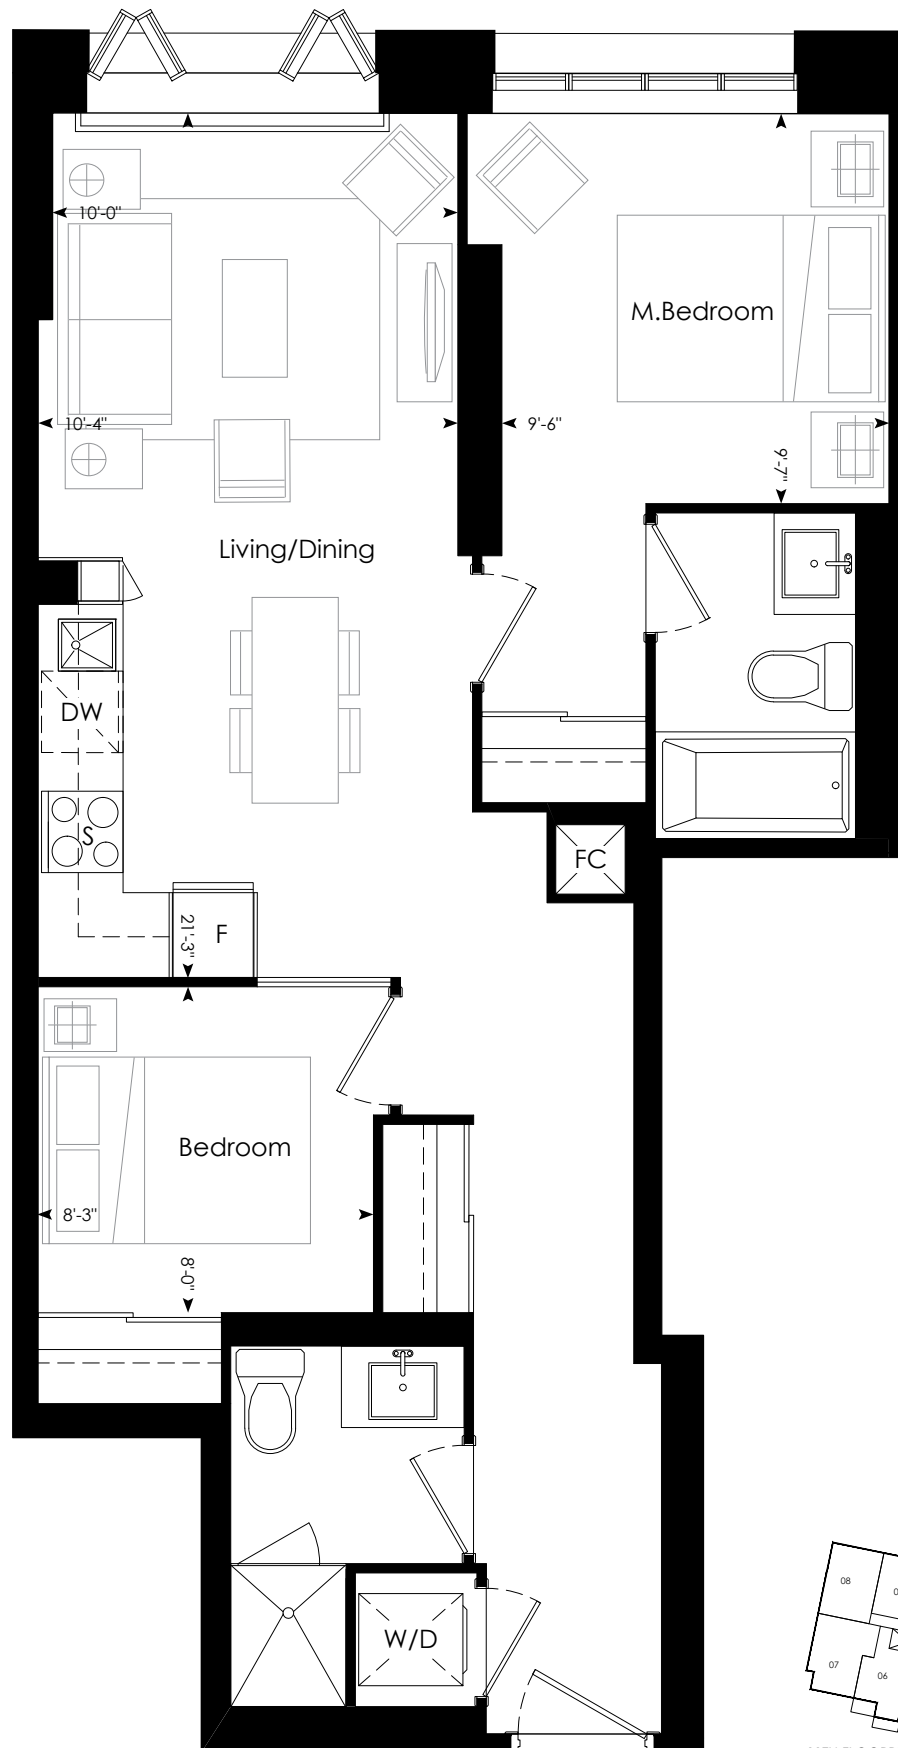 10'-0"
M.Bedroom
10'-4"
9'-6"
9'-7"
Living/Dining
DW
S
FC
21'-3"
F
Bedroom
8'-3"
8'-0"
W/D
08
07
06